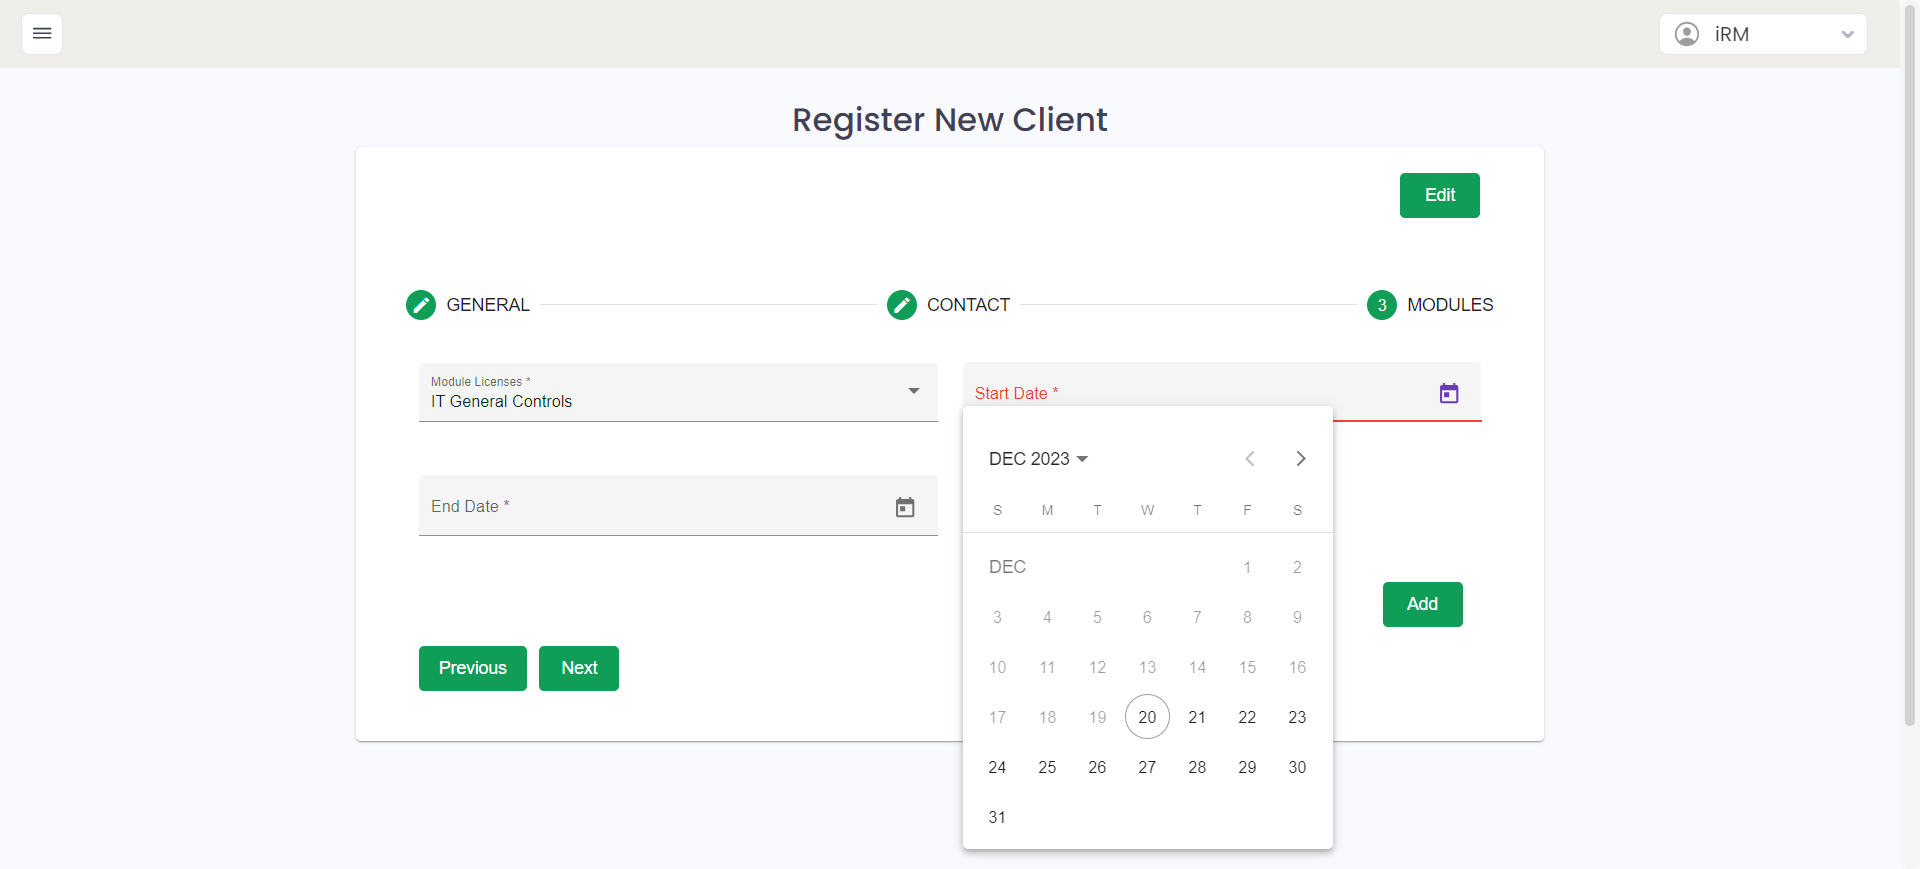 iRM
Register New Client
Edit
GENERAL
CONTACT
3 MODULES
Module Licenses *
IT General Controls
Start Date *
End Date *
DEC 2023
S M T W T F S
DEC 1 2
3 4 5 6 7 8 9
10 11 12 13 14 15 16
17 18 19 20 21 22 23
24 25 26 27 28 29 30
31
Add
Previous
Next